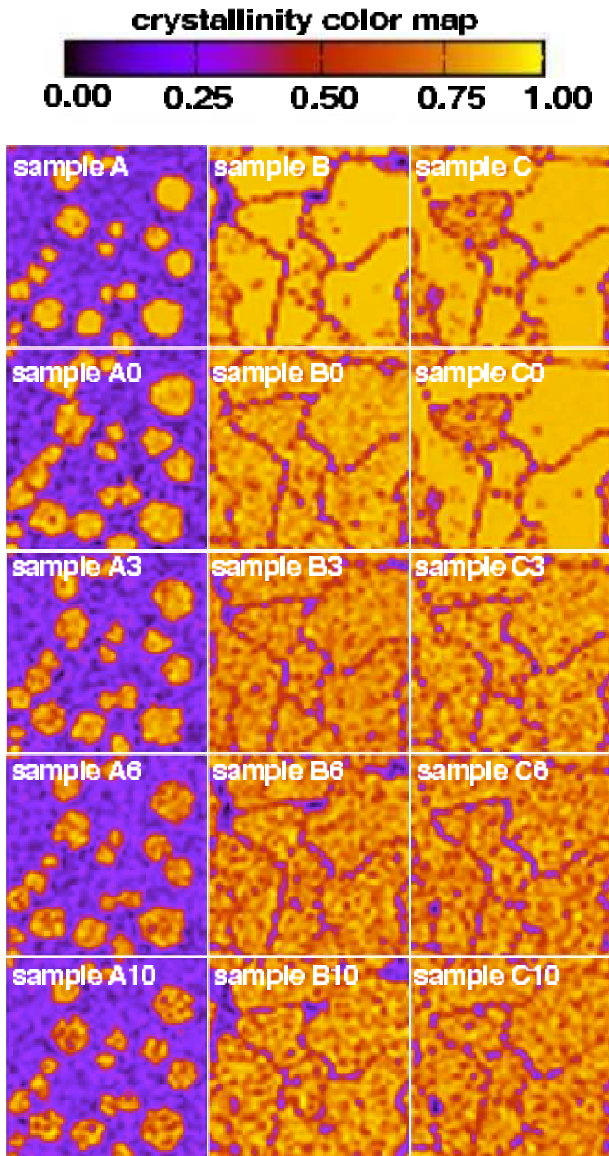 crystallinity color map
0.00 0.25 0.50 0.75 1.00
sample A sample B sample C
sample A0 sample B0 sample C0
sample A3 sample B3 sample C3
sample A6 sample B6 sample C6
sample A10 sample B10 sample C10